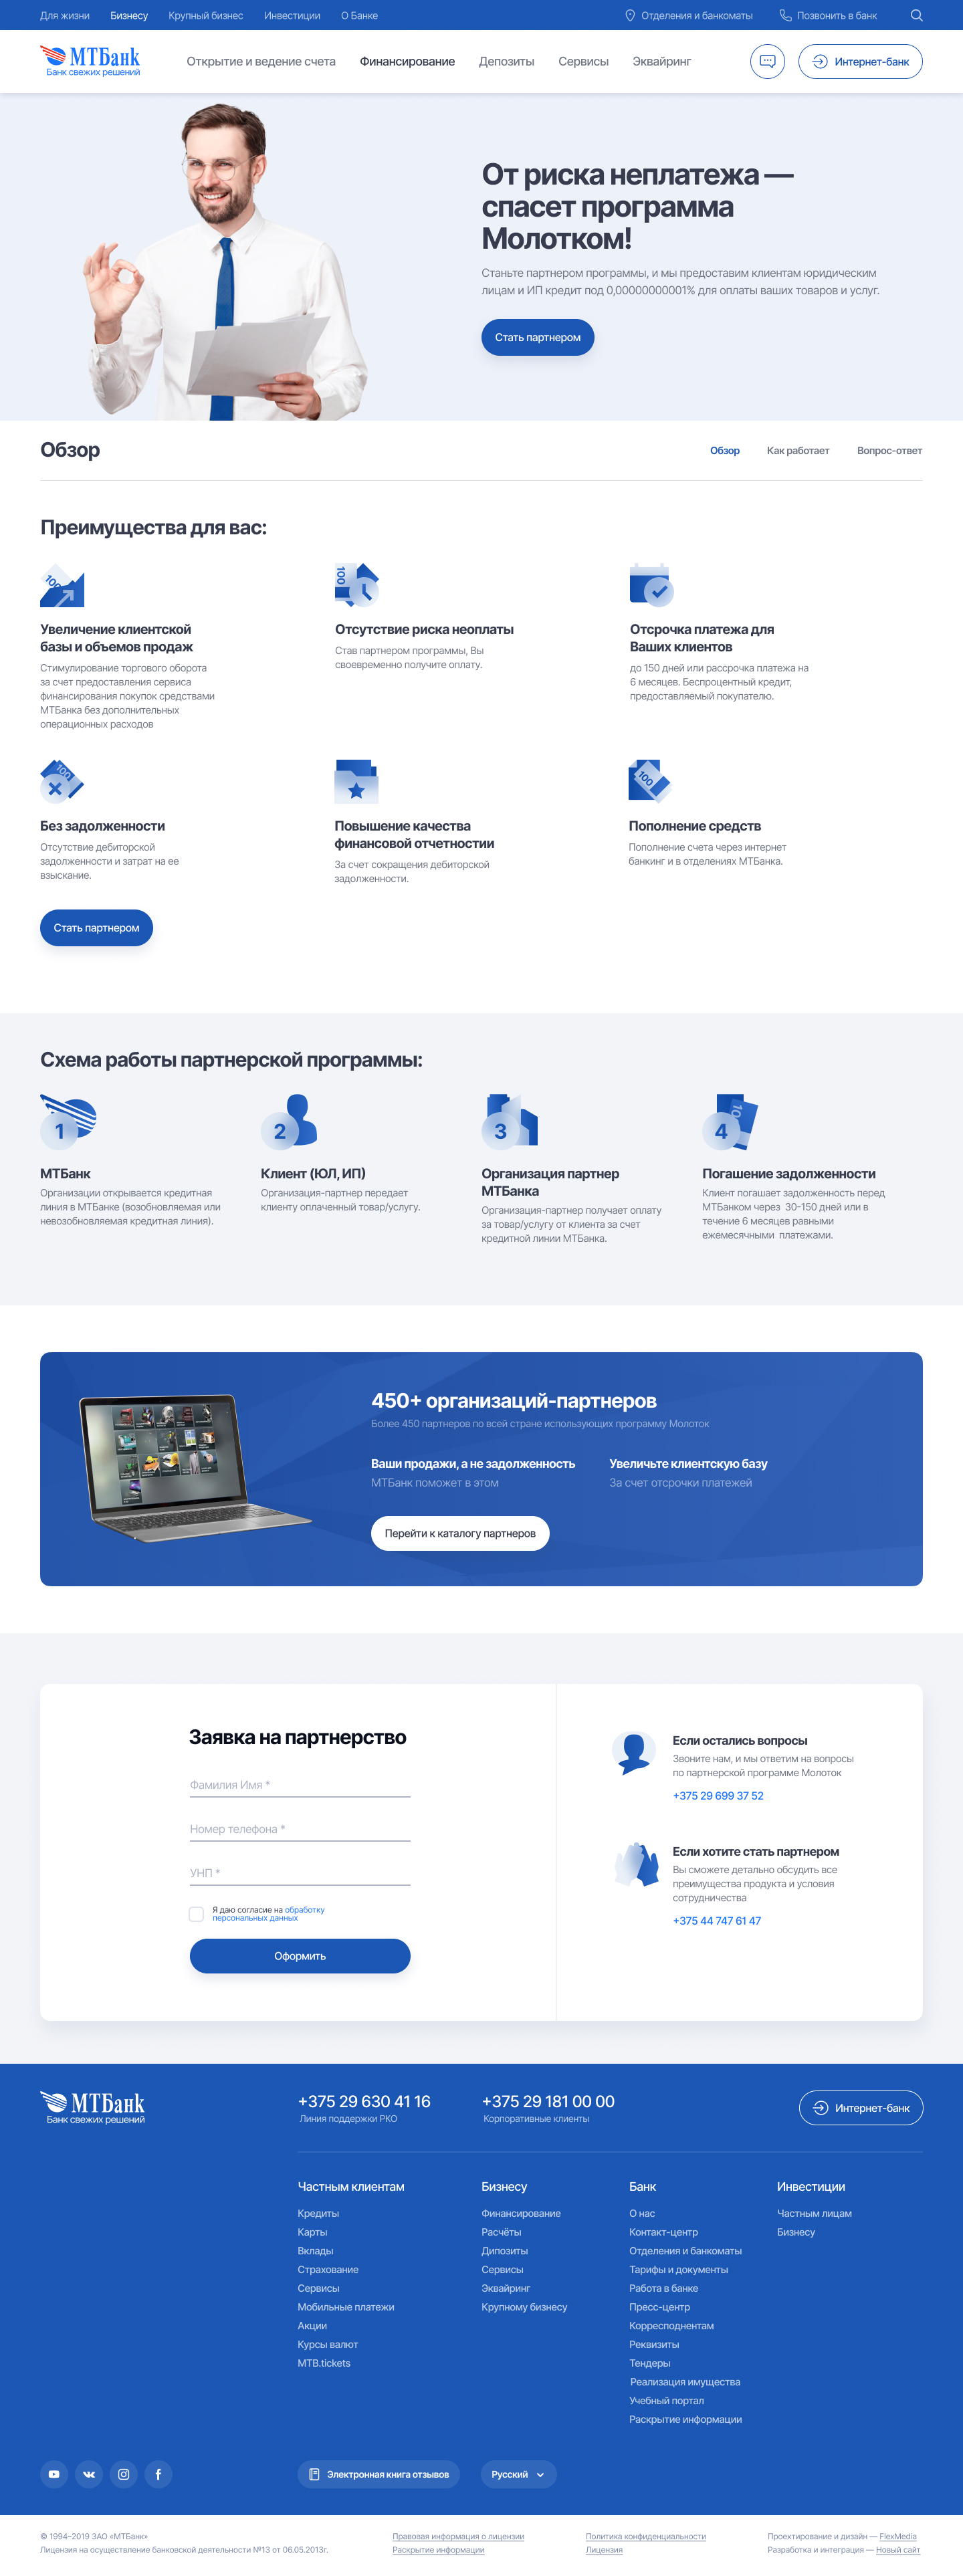 Для жизни
Бизнесу
Крупный бизнес
Инвестиции
О Банке
Отделения и банкоматы
Позвонить в банк
МТБанк
Банк свежих решений
Открытие и ведение счета
Финансирование
Депозиты
Сервисы
Эквайринг
Интернет-банк
От риска неплатежа —
спасет программа
Молотком!
Станьте партнером программы, и мы предоставим клиентам юридическим
лицам и ИП кредит под 0,00000000001% для оплаты ваших товаров и услуг.
Стать партнером
Обзор
Обзор
Как работает
Вопрос-ответ
Преимущества для вас:
100
Увеличение клиентской
базы и объемов продаж
Стимулирование торгового оборота
за счет предоставления сервиса
финансирования покупок средствами
МТБанка без дополнительных
операционных расходов
100
Отсутствие риска неоплаты
Став партнером программы, Вы
своевременно получите оплату.
Отсрочка платежа для
Ваших клиентов
до 150 дней или рассрочка платежа на
6 месяцев. Беспроцентный кредит,
предоставляемый покупателю.
100
Без задолженности
Отсутствие дебиторской
задолженности и затрат на ее
взыскание.
Повышение качества
финансовой отчетностии
За счет сокращения дебиторской
задолженности.
100
Пополнение средств
Пополнение счета через интернет
банкинг и в отделениях МТБанка.
Стать партнером
Схема работы партнерской программы:
1
МТБанк
Организации открывается кредитная
линия в МТБанке (возобновляемая или
невозобновляемая кредитная линия).
2
Клиент (ЮЛ, ИП)
Организация-партнер передает
клиенту оплаченный товар/услугу.
3
Организация партнер
МТБанка
Организация-партнер получает оплату
за товар/услугу от клиента за счет
кредитной линии МТБанка.
4
10
Погашение задолженности
Клиент погашает задолженность перед
МТБанком через 30-150 дней или в
течение 6 месяцев равными
ежемесячными платежами.
450+ организаций-партнеров
Более 450 партнеров по всей стране использующих программу Молоток
Ваши продажи, а не задолженность
МТБанк поможет в этом
Увеличьте клиентскую базу
За счет отсрочки платежей
Перейти к каталогу партнеров
Заявка на партнерство
Фамилия Имя *
Номер телефона *
УНП *
Я даю согласие на обработку
персональных данных
Оформить
Если остались вопросы
Звоните нам, и мы ответим на вопросы
по партнерской программе Молоток
+375 29 699 37 52
Если хотите стать партнером
Вы сможете детально обсудить все
преимущества продукта и условия
сотрудничества
+375 44 747 61 47
МТБанк
Банк свежих решений
+375 29 630 41 16
Линия поддержки РКО
+375 29 181 00 00
Корпоративные клиенты
Интернет-банк
Частным клиентам
Кредиты
Карты
Вклады
Страхование
Сервисы
Мобильные платежи
Акции
Курсы валют
MTB.tickets
Бизнесу
Финансирование
Расчёты
Дипозиты
Сервисы
Эквайринг
Крупному бизнесу
Банк
О нас
Контакт-центр
Отделения и банкоматы
Тарифы и документы
Работа в банке
Пресс-центр
Корреспондентам
Реквизиты
Тендеры
Реализация имущества
Учебный портал
Раскрытие информации
Инвестиции
Частным лицам
Бизнесу
Электронная книга отзывов
Русский
© 1994–2019 ЗАО «МТБанк»
Лицензия на осуществление банковской деятельности №13 от 06.05.2013г.
Правовая информация о лицензии
Раскрытие информации
Политика конфиденциальности
Лицензия
Проектирование и дизайн — FlexMedia
Разработка и интеграция — Новый сайт